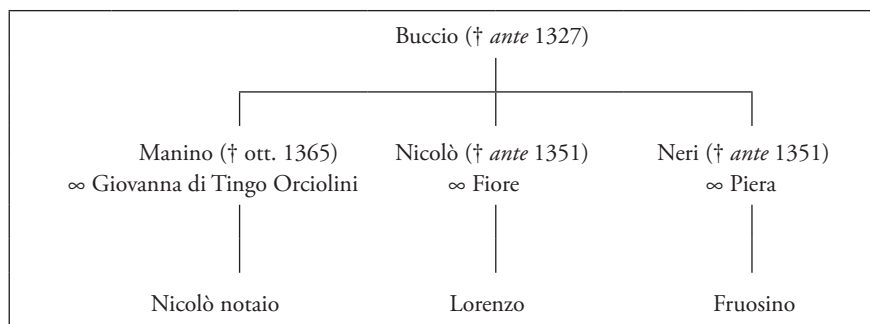 Buccio († ante 1327)
Manino († ott. 1365) Nicolò († ante 1351) Neri († ante 1351)
∞ Giovanna di Tingo Orciolini ∞ Fiore ∞ Piera
Nicolò notaio Lorenzo Fruosino